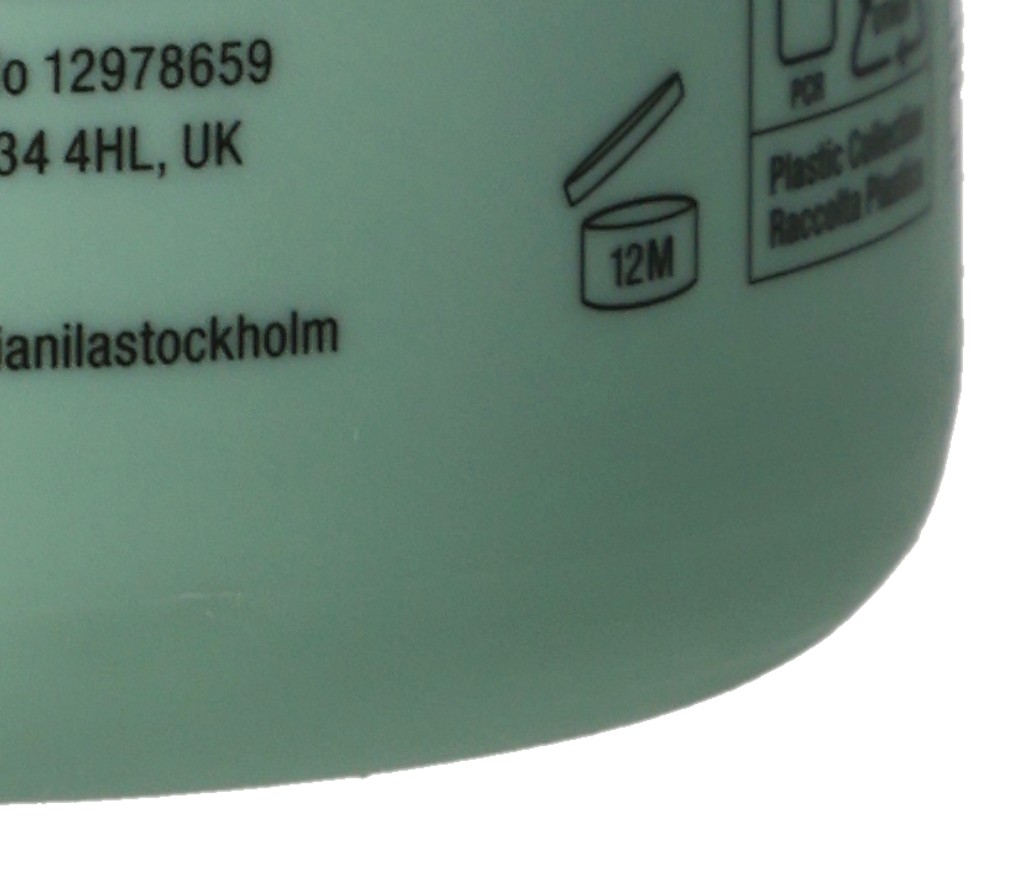 o 12978659
34 4HL, UK
ianilastockholm
12M
PCR
Plastic Collection
Raccolta Plastica